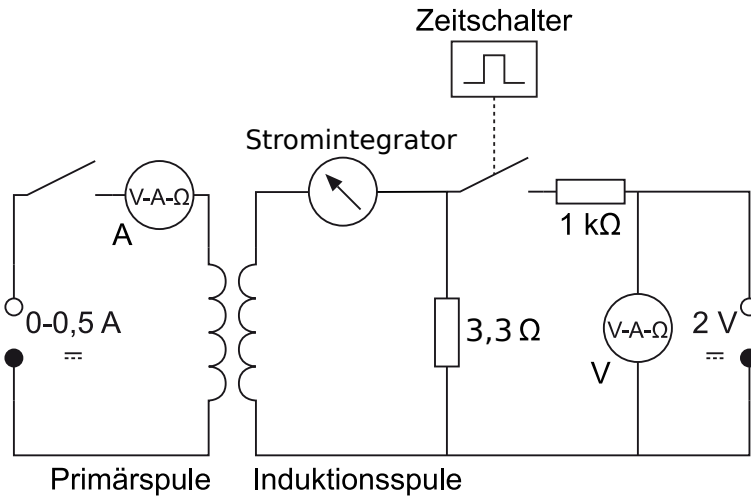 Zeitschalter
Stromintegrator
V-A-Ω
A
1 kΩ
0-0,5 A
3,3 Ω
V-A-Ω
V
2 V
Primärspule
Induktionsspule